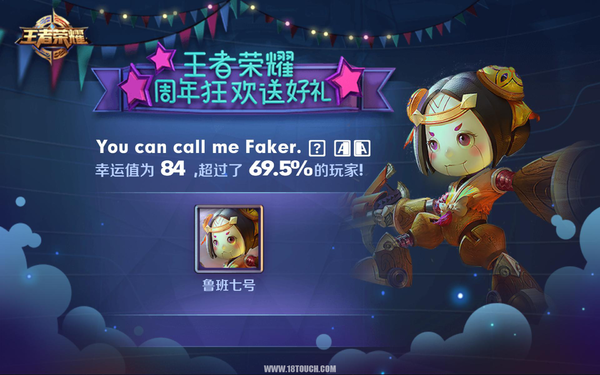 王者荣耀
王者荣耀
周年狂欢送好礼
You can call me Faker.
幸运值为 84 ,超过了 69.5%的玩家!
鲁班七号
WWW.18TOUCH.COM